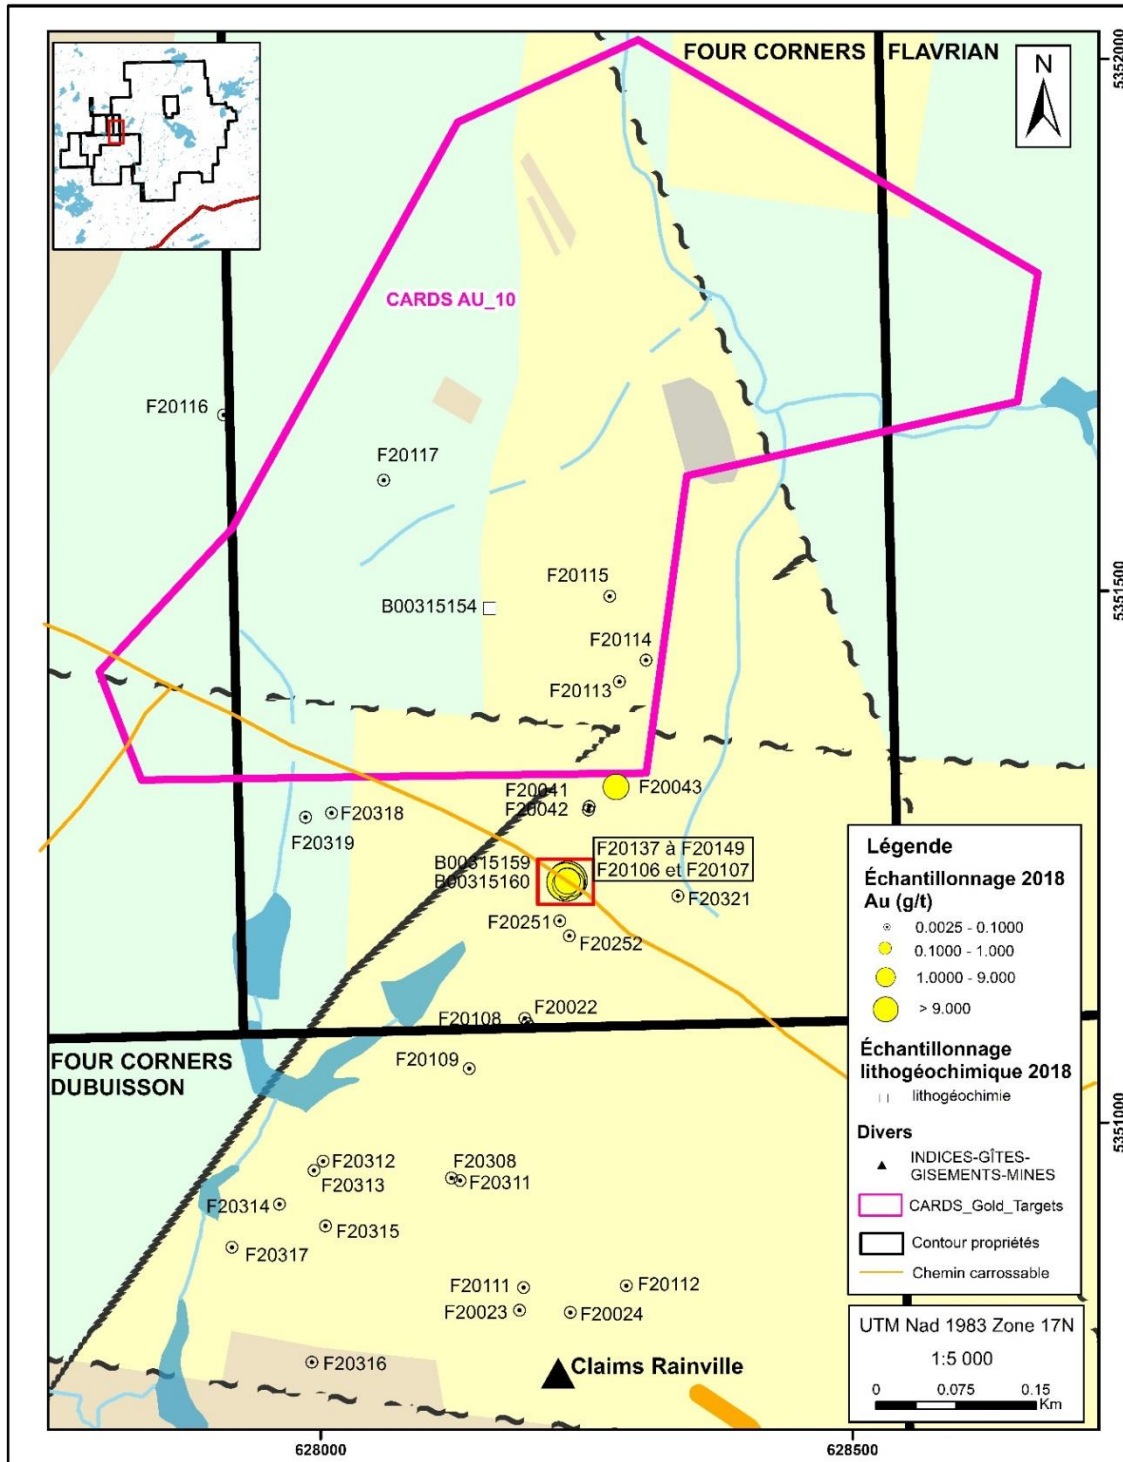 FOUR CORNERS
FLAVRIAN
N
5352000
CARDS AU_10
F20116
F20117
F20115
B00315154
5351500
F20114
F20113
F20041
F20043
F20042
F20318
F20319
F20137 à F20149
F20106 et F20107
B00315159
B00315160
F20321
F20251
F20252
F20022
F20108
FOUR CORNERS
DUBUISSON
F20109
5351000
F20312
F20313
F20308
F20311
F20314
F20315
F20317
F20111
F20112
F20023
F20024
F20316
Claims Rainville
Légende
Échantillonnage 2018
Au (g/t)
0.0025 - 0.1000
0.1000 - 1.000
1.0000 - 9.000
> 9.000
Échantillonnage
lithogéochimique 2018
lithogéochimie
Divers
INDICES-GÎTES-
GISEMENTS-MINES
CARDS_Gold_Targets
Contour propriétés
Chemin carrossable
UTM Nad 1983 Zone 17N
1:5 000
0 0.075 0.15
Km
628000
628500